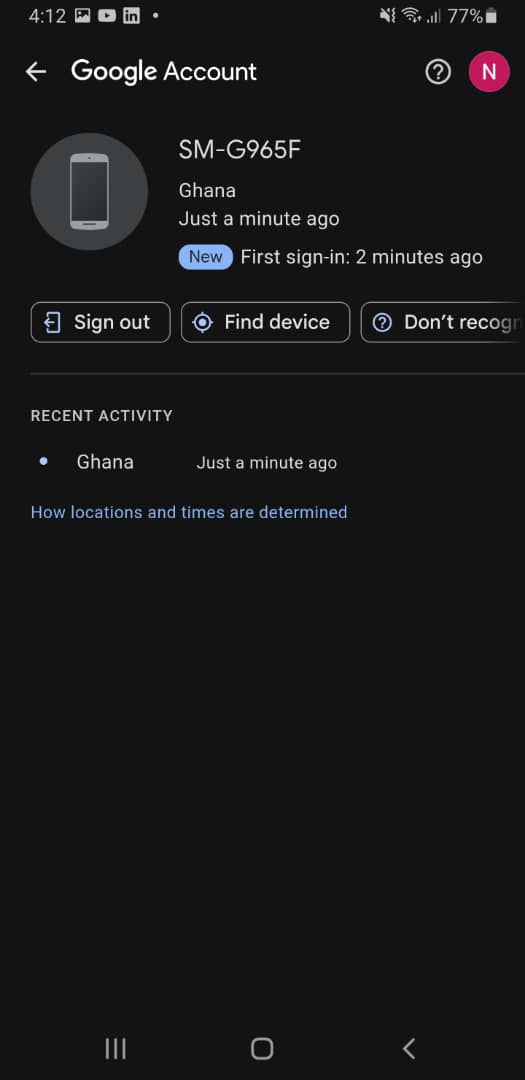 4:12 77%
Google Account
N
SM-G965F
Ghana
Just a minute ago
New First sign-in: 2 minutes ago
Sign out Find device Don't recogn
RECENT ACTIVITY
Ghana Just a minute ago
How locations and times are determined